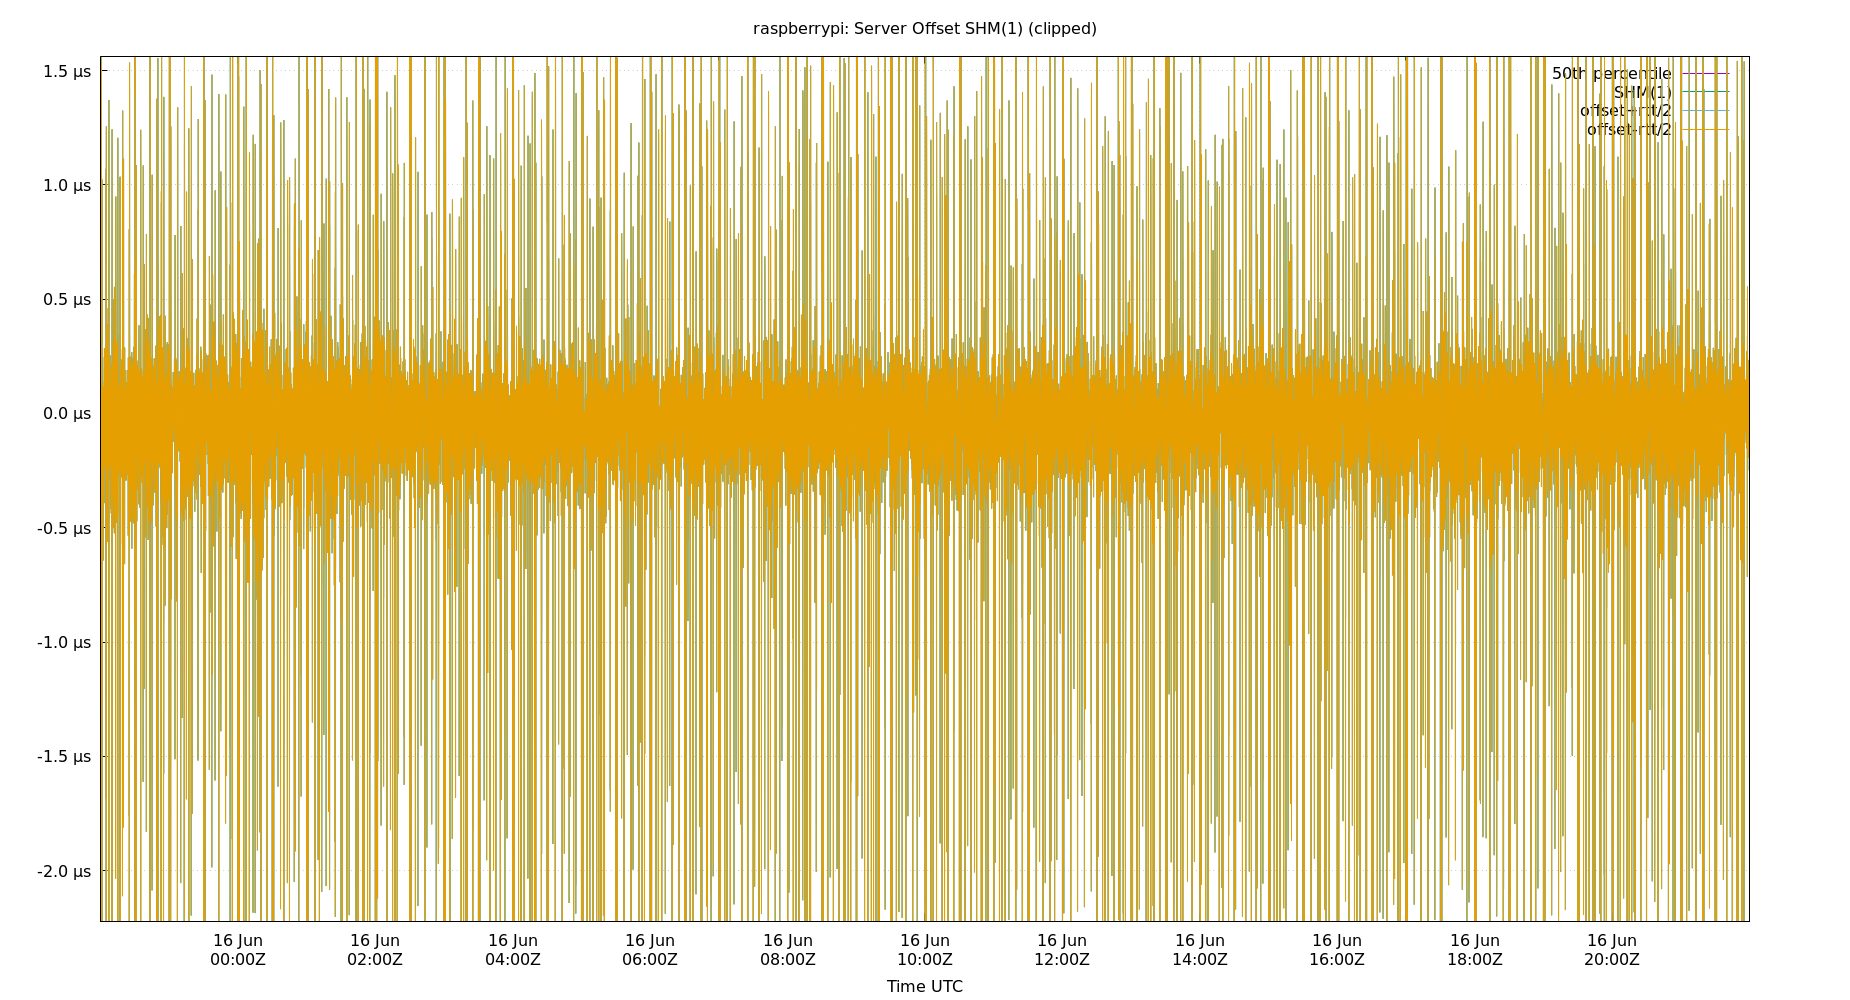 raspberrypi: Server Offset SHM(1) (clipped)
1.5 µs
1.0 µs
0.5 µs
0.0 µs
-0.5 µs
-1.0 µs
-1.5 µs
-2.0 µs
50th percentile
SHM(1)
offset+rtt/2
offset-rtt/2
16 Jun 16 Jun 16 Jun 16 Jun 16 Jun 16 Jun 16 Jun 16 Jun 16 Jun 16 Jun 16 Jun
00:00Z 02:00Z 04:00Z 06:00Z 08:00Z 10:00Z 12:00Z 14:00Z 16:00Z 18:00Z 20:00Z
Time UTC